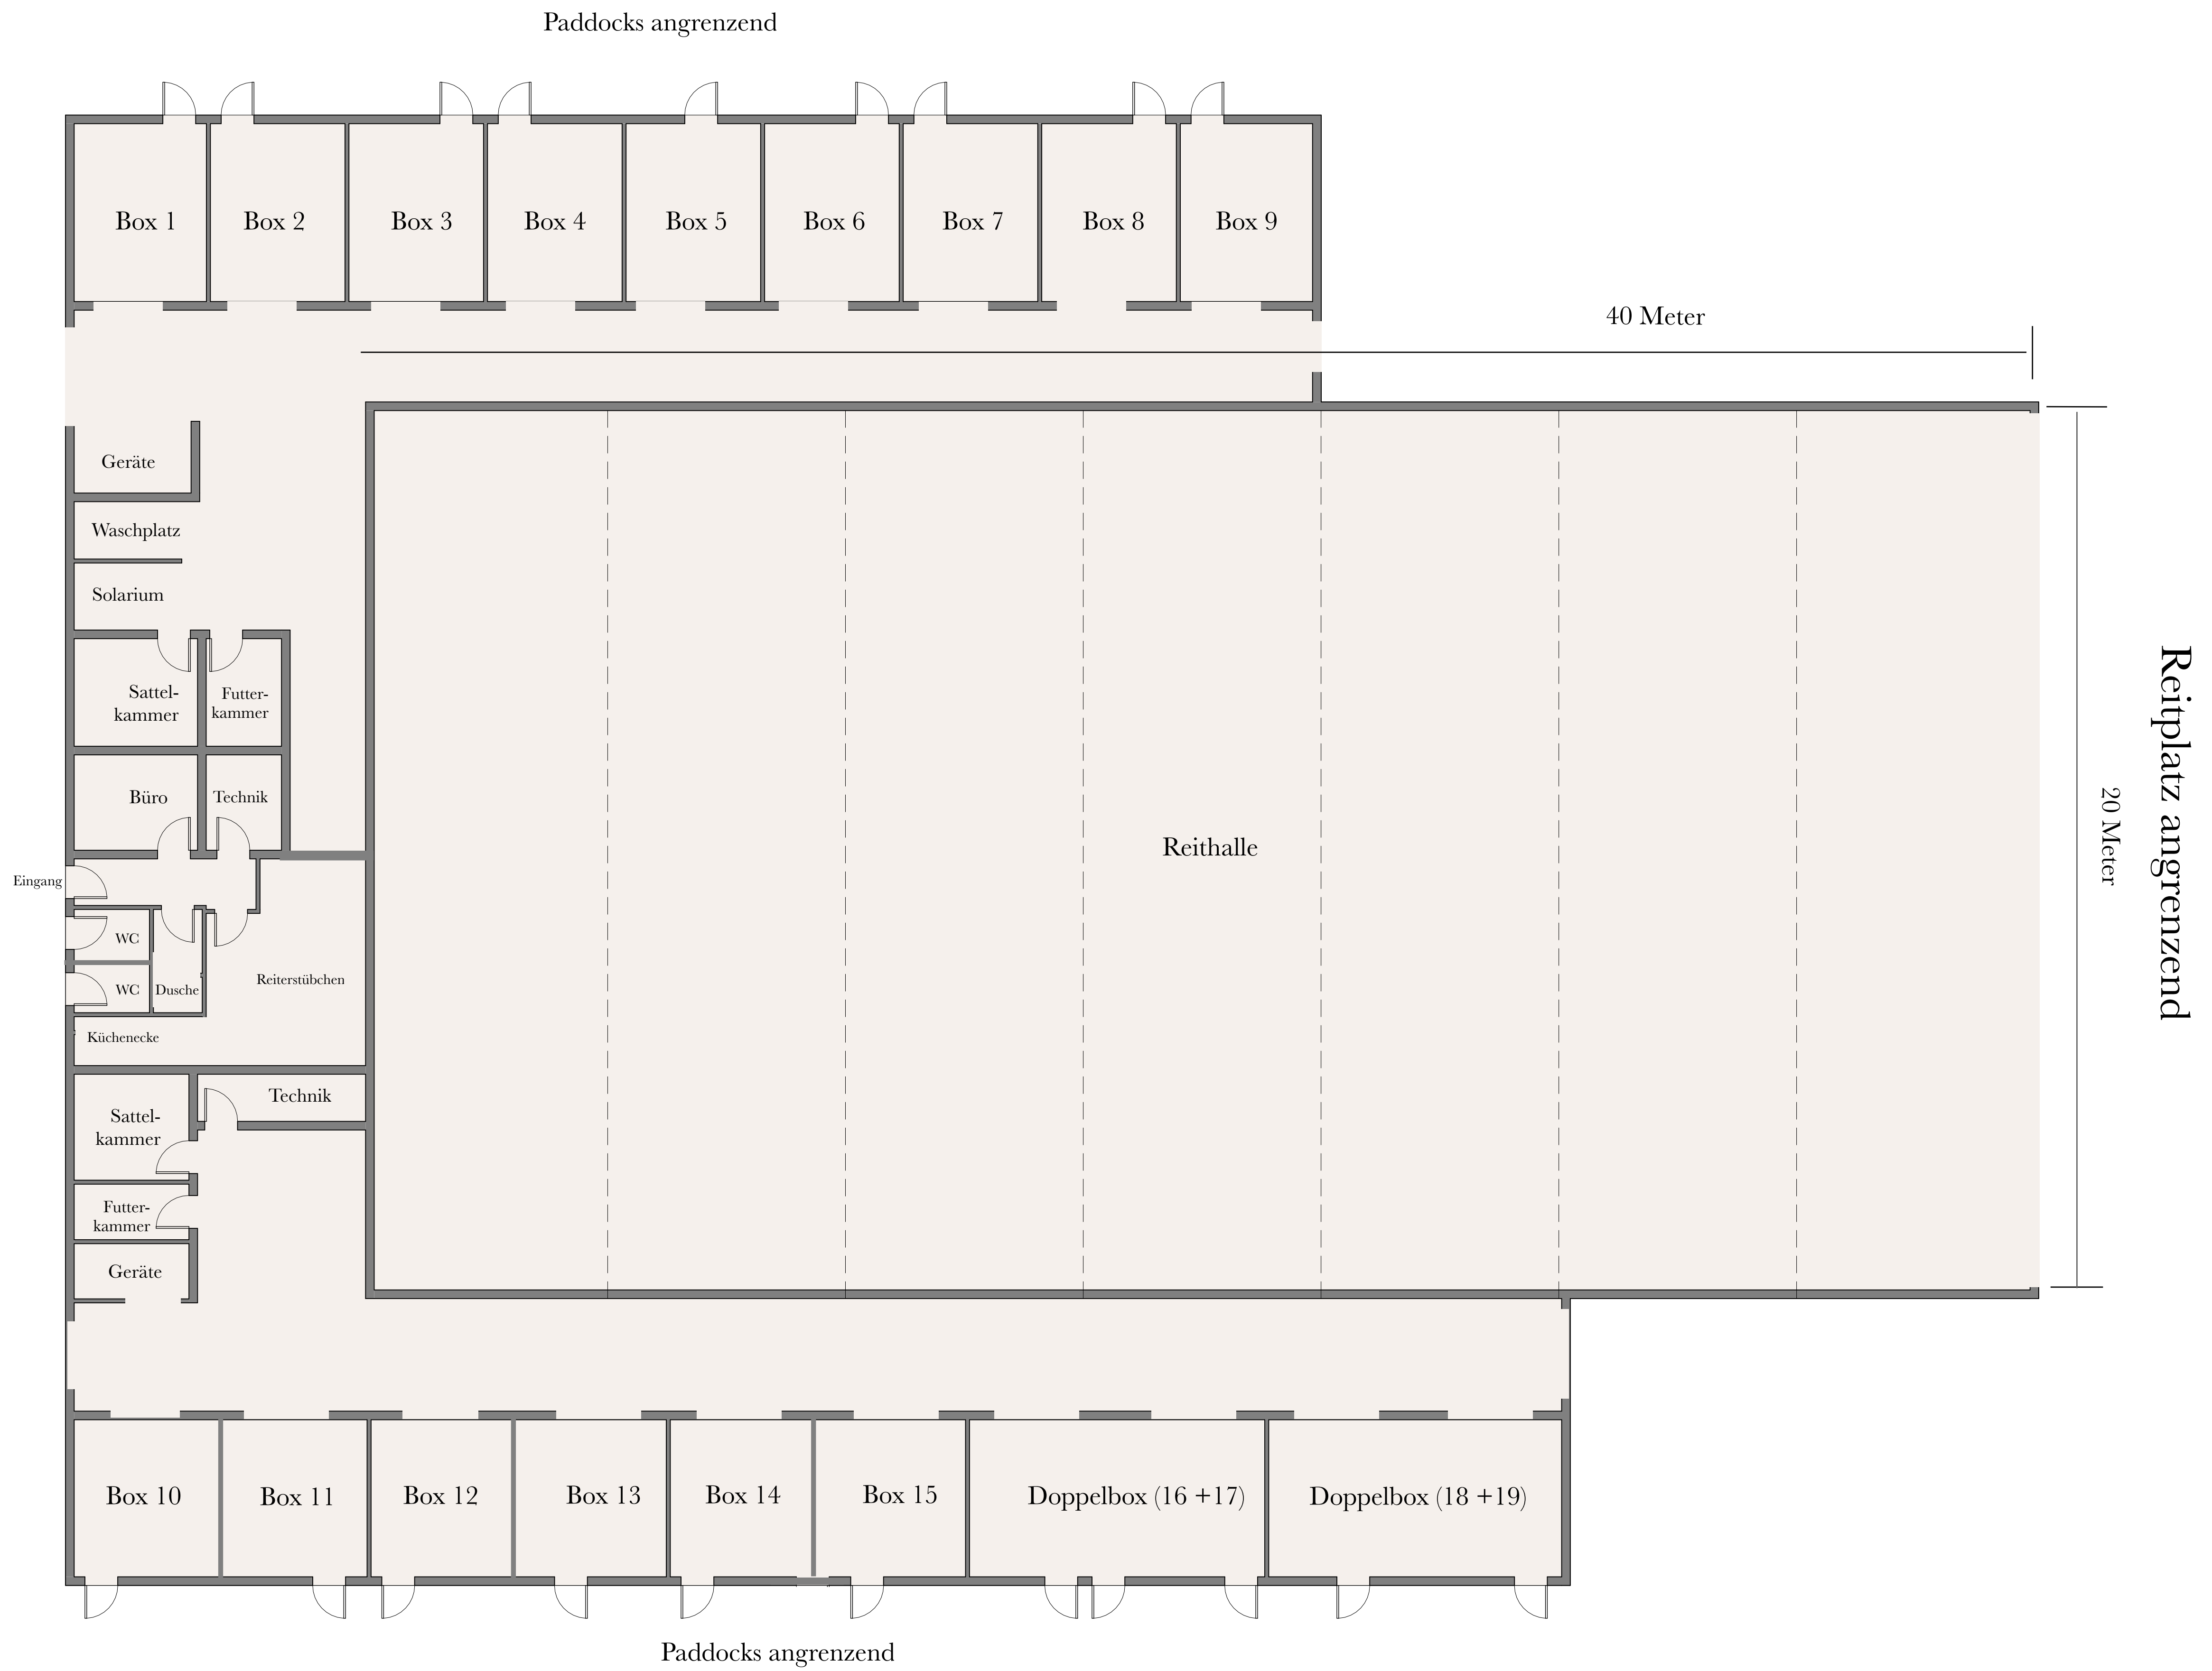 Paddocks angrenzend
Box 1
Box 2
Box 3
Box 4
Box 5
Box 6
Box 7
Box 8
Box 9
40 Meter
Geräte
Waschplatz
Solarium
Sattel-
kammer
Futter-
kammer
Büro
Technik
Eingang
WC
WC
Dusche
Reiterstübchen
Küchenecke
Reithalle
20 Meter
Reitplatz angrenzend
Sattel-
kammer
Technik
Futter-
kammer
Geräte
Box 10
Box 11
Box 12
Box 13
Box 14
Box 15
Doppelbox (16 +17)
Doppelbox (18 +19)
Paddocks angrenzend